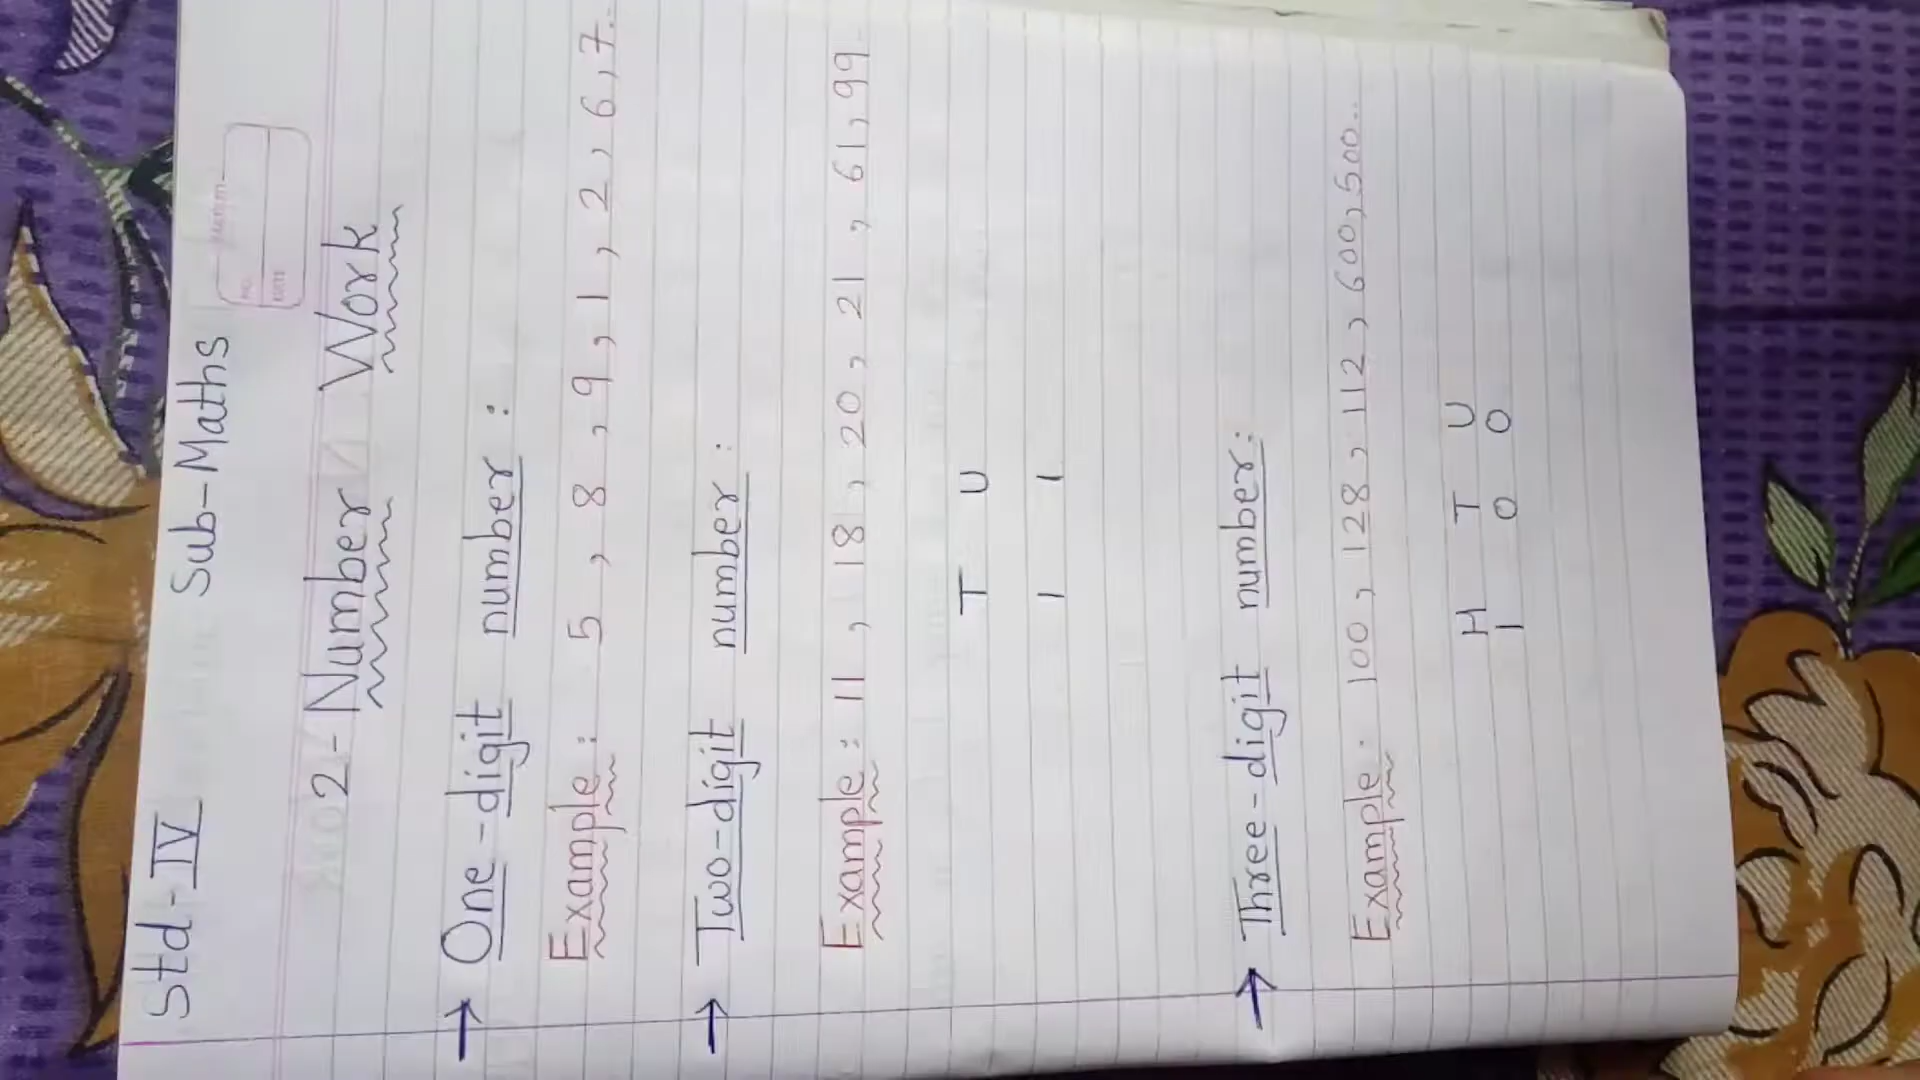 Std-IV Sub-Maths
NO.
DATE
2-Number Work
→ One-digit number :
Example : 5 , 8 , 9 , 1 , 2 , 6 , 7..
→ Two-digit number :
Example : 11 , 18 , 20 , 21 , 61 , 99
T U
1 1
→ Three-digit number:
Example. 100 , 128 , 112 , 600, 500..
H T U
1 0 0